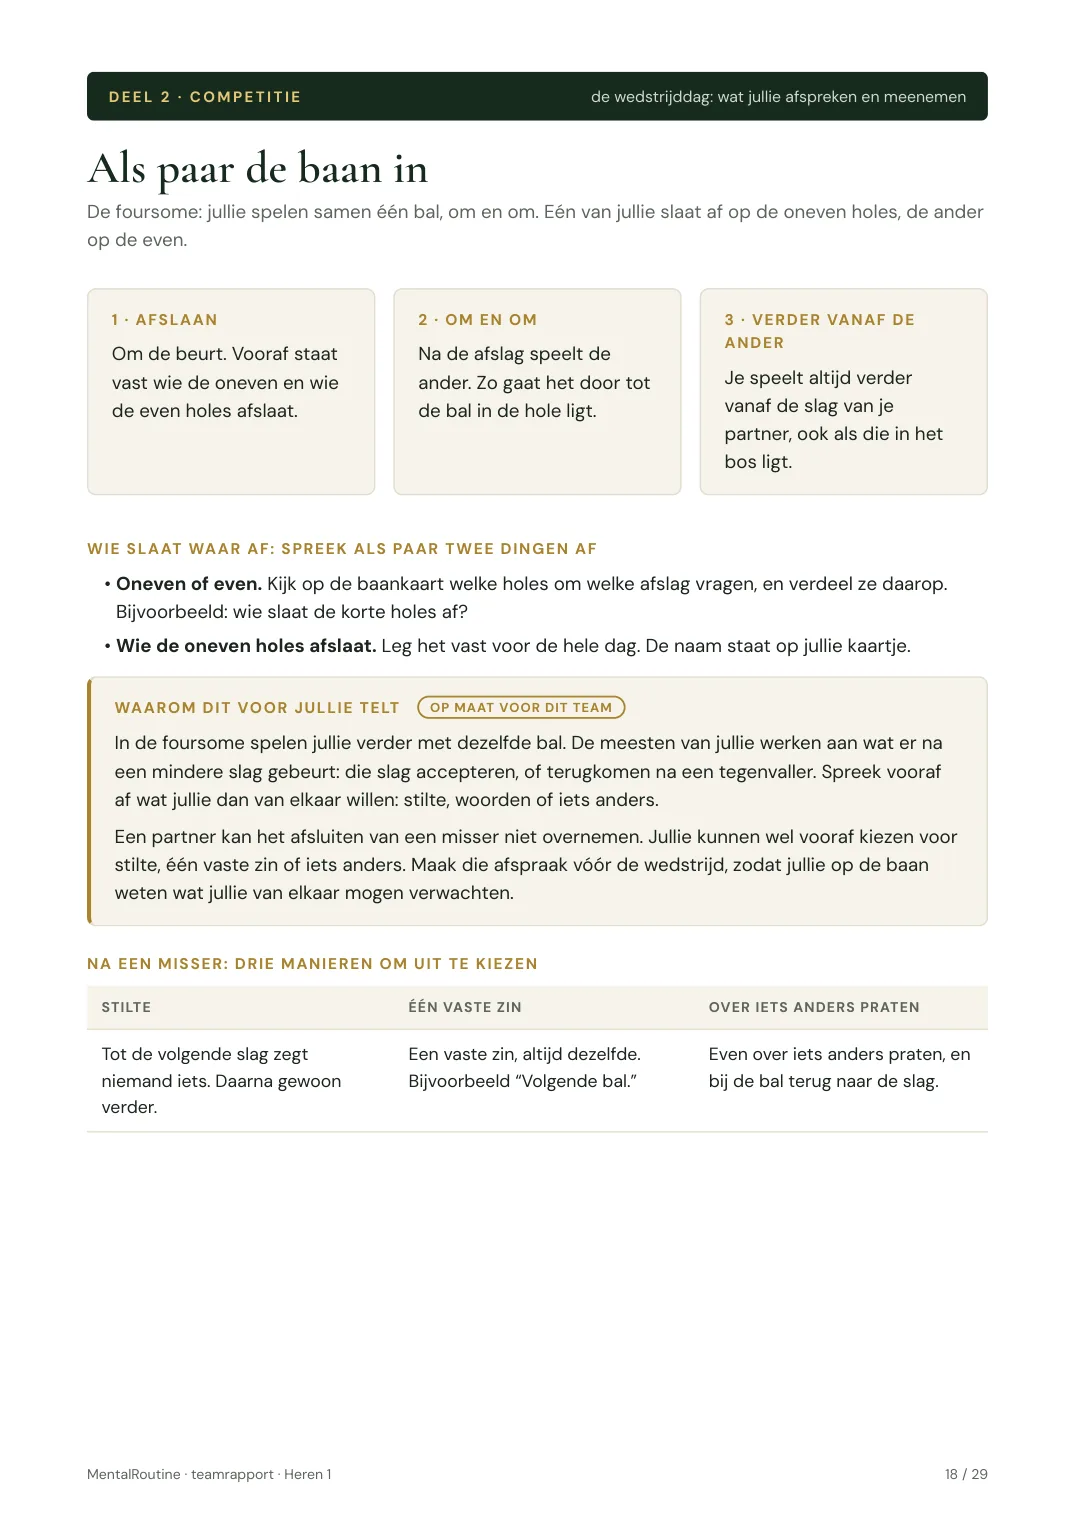 DEEL 2 · COMPETITIE
de wedstrijddag: wat jullie afspreken en meenemen
Als paar de baan in
De foursome: jullie spelen samen één bal, om en om. Eén van jullie slaat af op de oneven holes, de ander
op de even.
1 · AFSLAAN
Om de beurt. Vooraf staat
vast wie de oneven en wie
de even holes afslaat.
2 · OM EN OM
Na de afslag speelt de
ander. Zo gaat het door tot
de bal in de hole ligt.
3 · VERDER VANAF DE
ANDER
Je speelt altijd verder
vanaf de slag van je
partner, ook als die in het
bos ligt.
WIE SLAAT WAAR AF: SPREEK ALS PAAR TWEE DINGEN AF
• Oneven of even. Kijk op de baankaart welke holes om welke afslag vragen, en verdeel ze daarop.
Bijvoorbeeld: wie slaat de korte holes af?
• Wie de oneven holes afslaat. Leg het vast voor de hele dag. De naam staat op jullie kaartje.
WAAROM DIT VOOR JULLIE TELT
OP MAAT VOOR DIT TEAM
In de foursome spelen jullie verder met dezelfde bal. De meesten van jullie werken aan wat er na
een mindere slag gebeurt: die slag accepteren, of terugkomen na een tegenvaller. Spreek vooraf
af wat jullie dan van elkaar willen: stilte, woorden of iets anders.
Een partner kan het afsluiten van een misser niet overnemen. Jullie kunnen wel vooraf kiezen voor
stilte, één vaste zin of iets anders. Maak die afspraak vóór de wedstrijd, zodat jullie op de baan
weten wat jullie van elkaar mogen verwachten.
NA EEN MISSER: DRIE MANIEREN OM UIT TE KIEZEN
STILTE
Tot de volgende slag zegt
niemand iets. Daarna gewoon
verder.
ÉÉN VASTE ZIN
Een vaste zin, altijd dezelfde.
Bijvoorbeeld “Volgende bal.”
OVER IETS ANDERS PRATEN
Even over iets anders praten, en
bij de bal terug naar de slag.
MentalRoutine · teamrapport · Heren 1
18 / 29